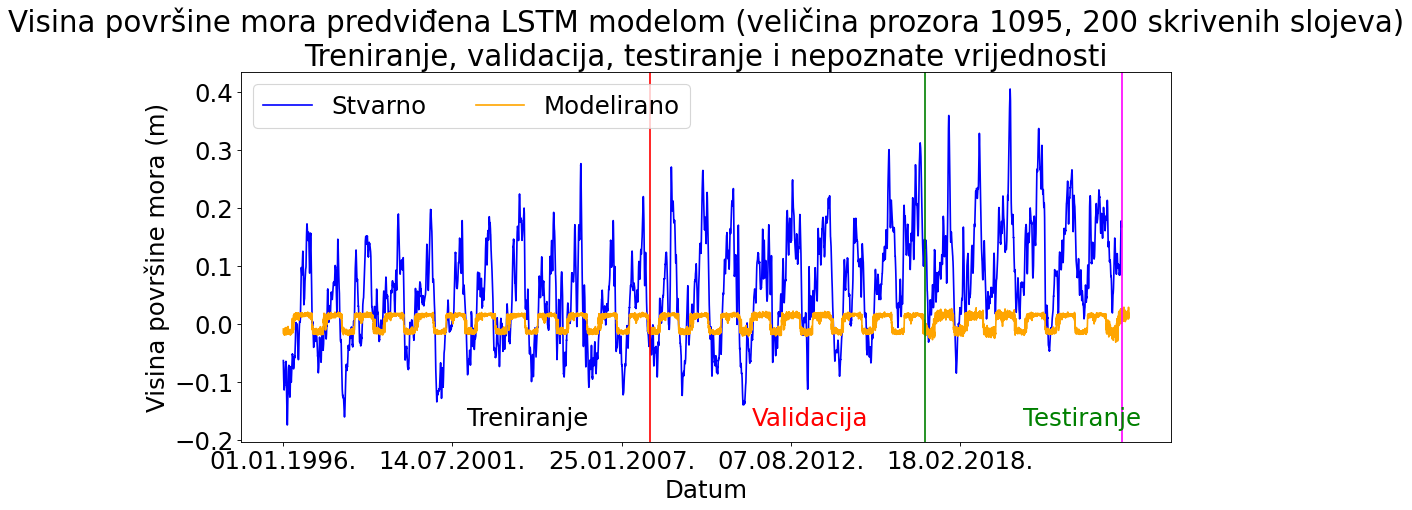 Visina površine mora predviđena LSTM modelom (veličina prozora 1095, 200 skrivenih slojeva)
Treniranje, validacija, testiranje i nepoznate vrijednosti
Stvarno
Modelirano
Visina površine mora (m)
0.4
0.3
0.2
0.1
0.0
−0.1
−0.2
Treniranje
Validacija
Testiranje
01.01.1996.
14.07.2001.
25.01.2007.
07.08.2012.
18.02.2018.
Datum